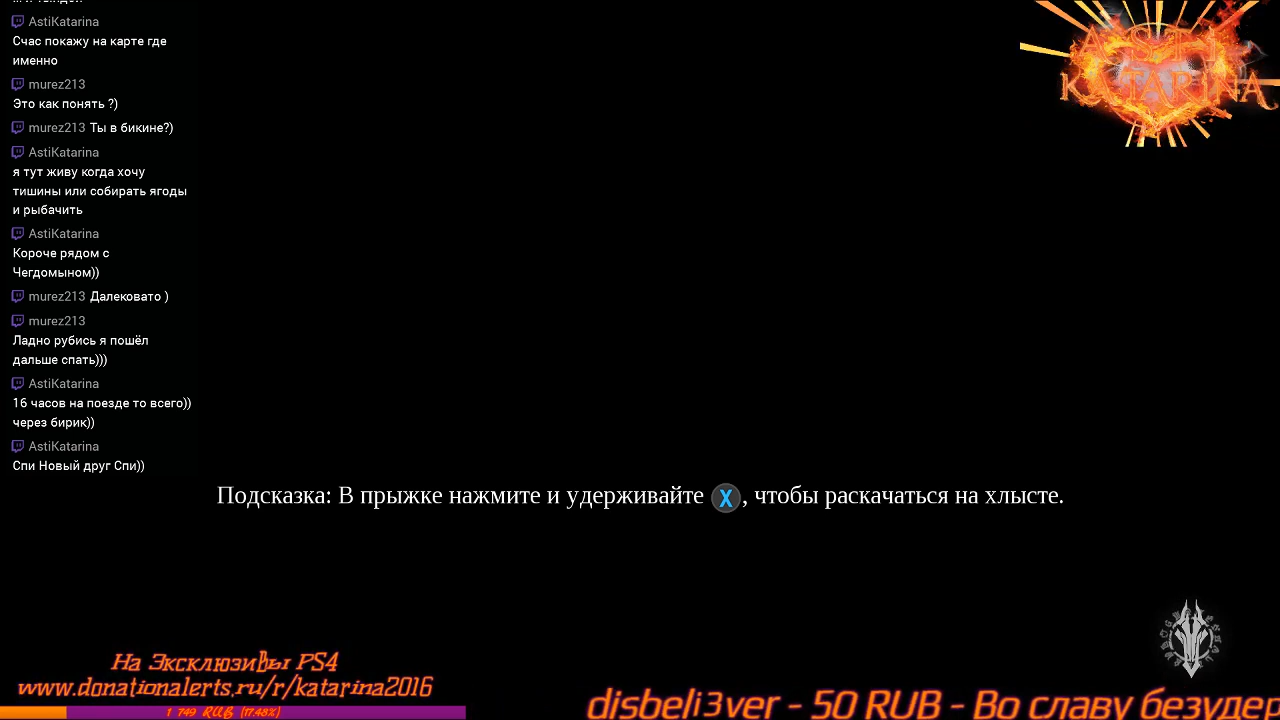 AstiKatarina
Счас покажу на карте где
именно
murez213
Это как понять ?)
murez213 Ты в бикине?)
AstiKatarina
я тут живу когда хочу
тишины или собирать ягоды
и рыбачить
AstiKatarina
Короче рядом с
Чегдомыном))
murez213 Далековато )
murez213
Ладно рубись я пошёл
дальше спать)))
AstiKatarina
16 часов на поезде то всего))
через бирик))
AstiKatarina
Спи Новый друг Спи))
ASTI
KATARINA
Подсказка: В прыжке нажмите и удерживайте X, чтобы раскачаться на хлысте.
На ЭксклюзиВы PS4
www.donationalerts.ru/r/katarina2016
1 749 RUB (17.48%)
disbeli3ver - 50 RUB - Во славу безудер